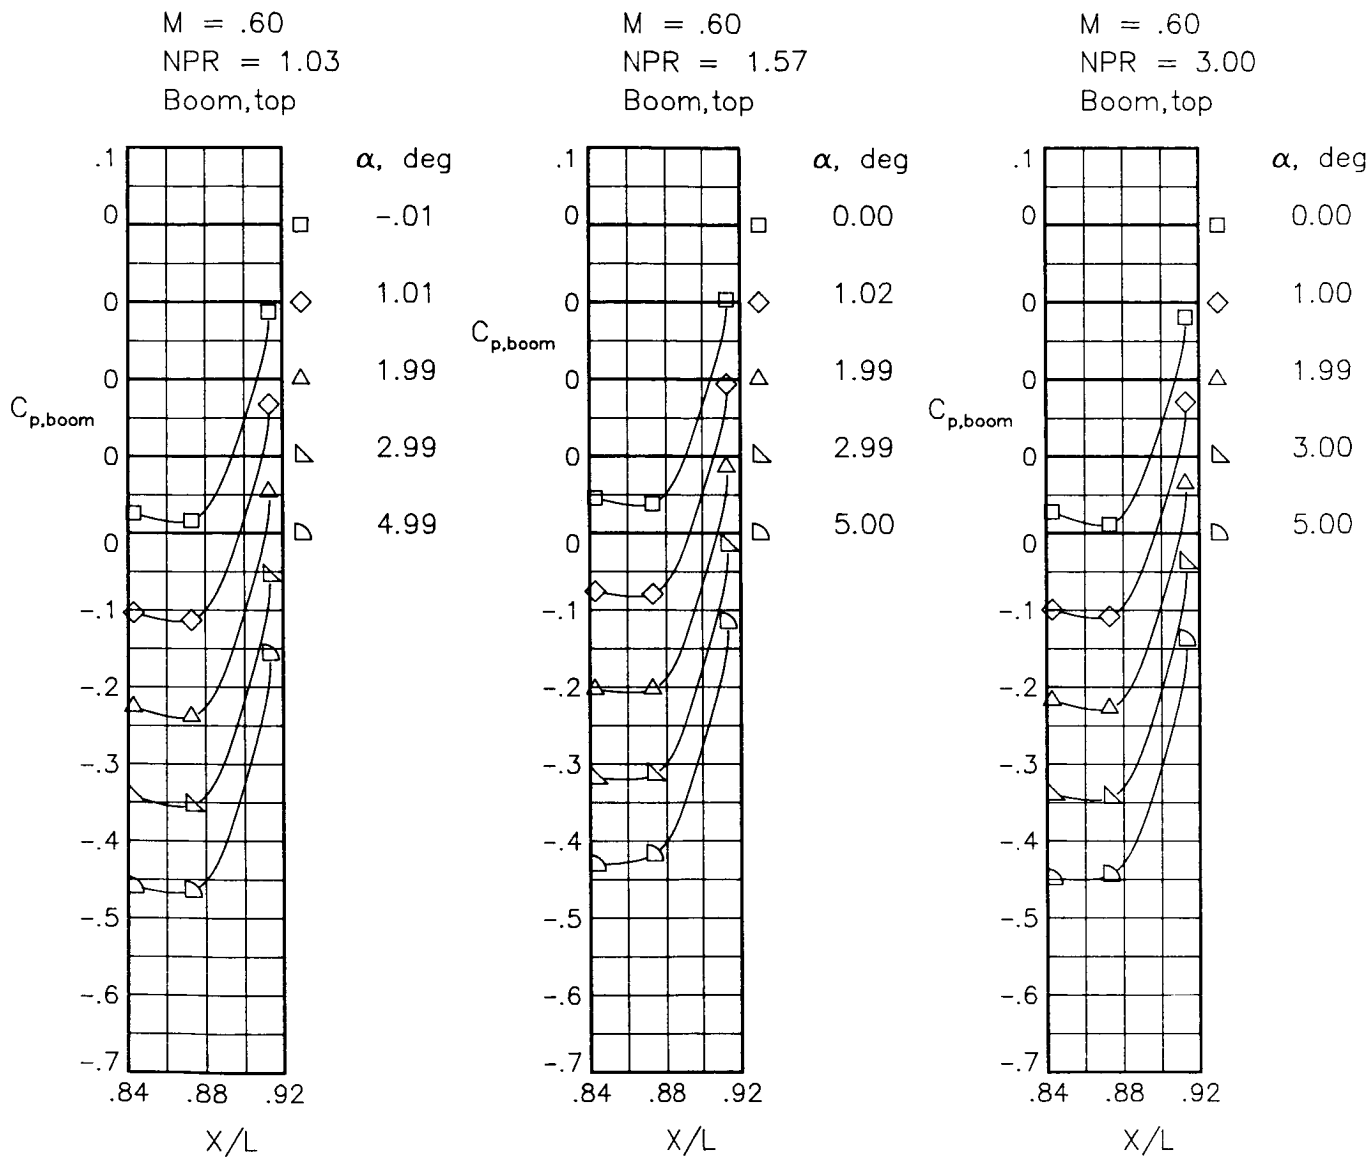 M = .60
NPR = 1.03
Boom,top
M = .60
NPR = 1.57
Boom,top
M = .60
NPR = 3.00
Boom,top
.1
0
0
0
0
0
-.1
-.2
-.3
-.4
-.5
-.6
-.7
C p,boom
α, deg
-.01
1.01
1.99
2.99
4.99
.84 .88 .92
X/L
.1
0
0
0
0
0
-.1
-.2
-.3
-.4
-.5
-.6
-.7
C p,boom
α, deg
0.00
1.02
1.99
2.99
5.00
.84 .88 .92
X/L
.1
0
0
0
0
0
-.1
-.2
-.3
-.4
-.5
-.6
-.7
C p,boom
α, deg
0.00
1.00
1.99
3.00
5.00
.84 .88 .92
X/L